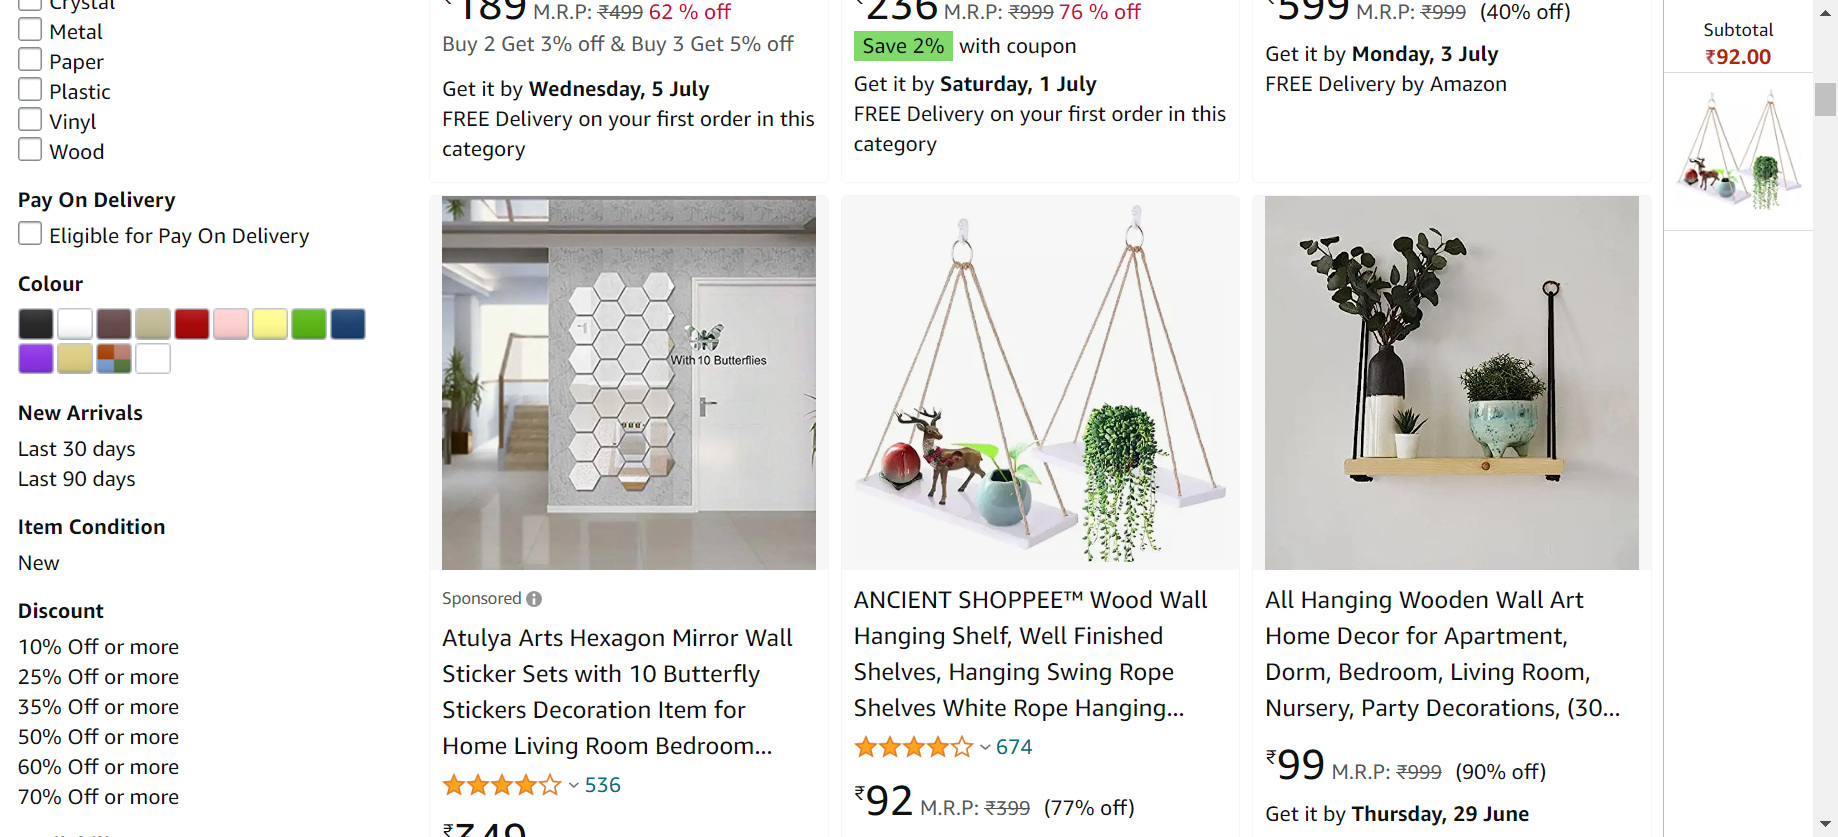 Crystal
Metal
Paper
Plastic
Vinyl
Wood
Pay On Delivery
Eligible for Pay On Delivery
Colour
New Arrivals
Last 30 days
Last 90 days
Item Condition
New
Discount
10% Off or more
25% Off or more
35% Off or more
50% Off or more
60% Off or more
70% Off or more
₹189 M.R.P: ₹499 62 % off
Buy 2 Get 3% off & Buy 3 Get 5% off
Get it by Wednesday, 5 July
FREE Delivery on your first order in this
category
₹236 M.R.P: ₹999 76 % off
Save 2% with coupon
Get it by Saturday, 1 July
FREE Delivery on your first order in this
category
₹599 M.R.P: ₹999 (40% off)
Get it by Monday, 3 July
FREE Delivery by Amazon
With 10 Butterflies
Sponsored
Atulya Arts Hexagon Mirror Wall
Sticker Sets with 10 Butterfly
Stickers Decoration Item for
Home Living Room Bedroom...
536
₹349
ANCIENT SHOPPEE™ Wood Wall
Hanging Shelf, Well Finished
Shelves, Hanging Swing Rope
Shelves White Rope Hanging...
674
₹92 M.R.P: ₹399 (77% off)
All Hanging Wooden Wall Art
Home Decor for Apartment,
Dorm, Bedroom, Living Room,
Nursery, Party Decorations, (30...
₹99 M.R.P: ₹999 (90% off)
Get it by Thursday, 29 June
Subtotal
₹92.00